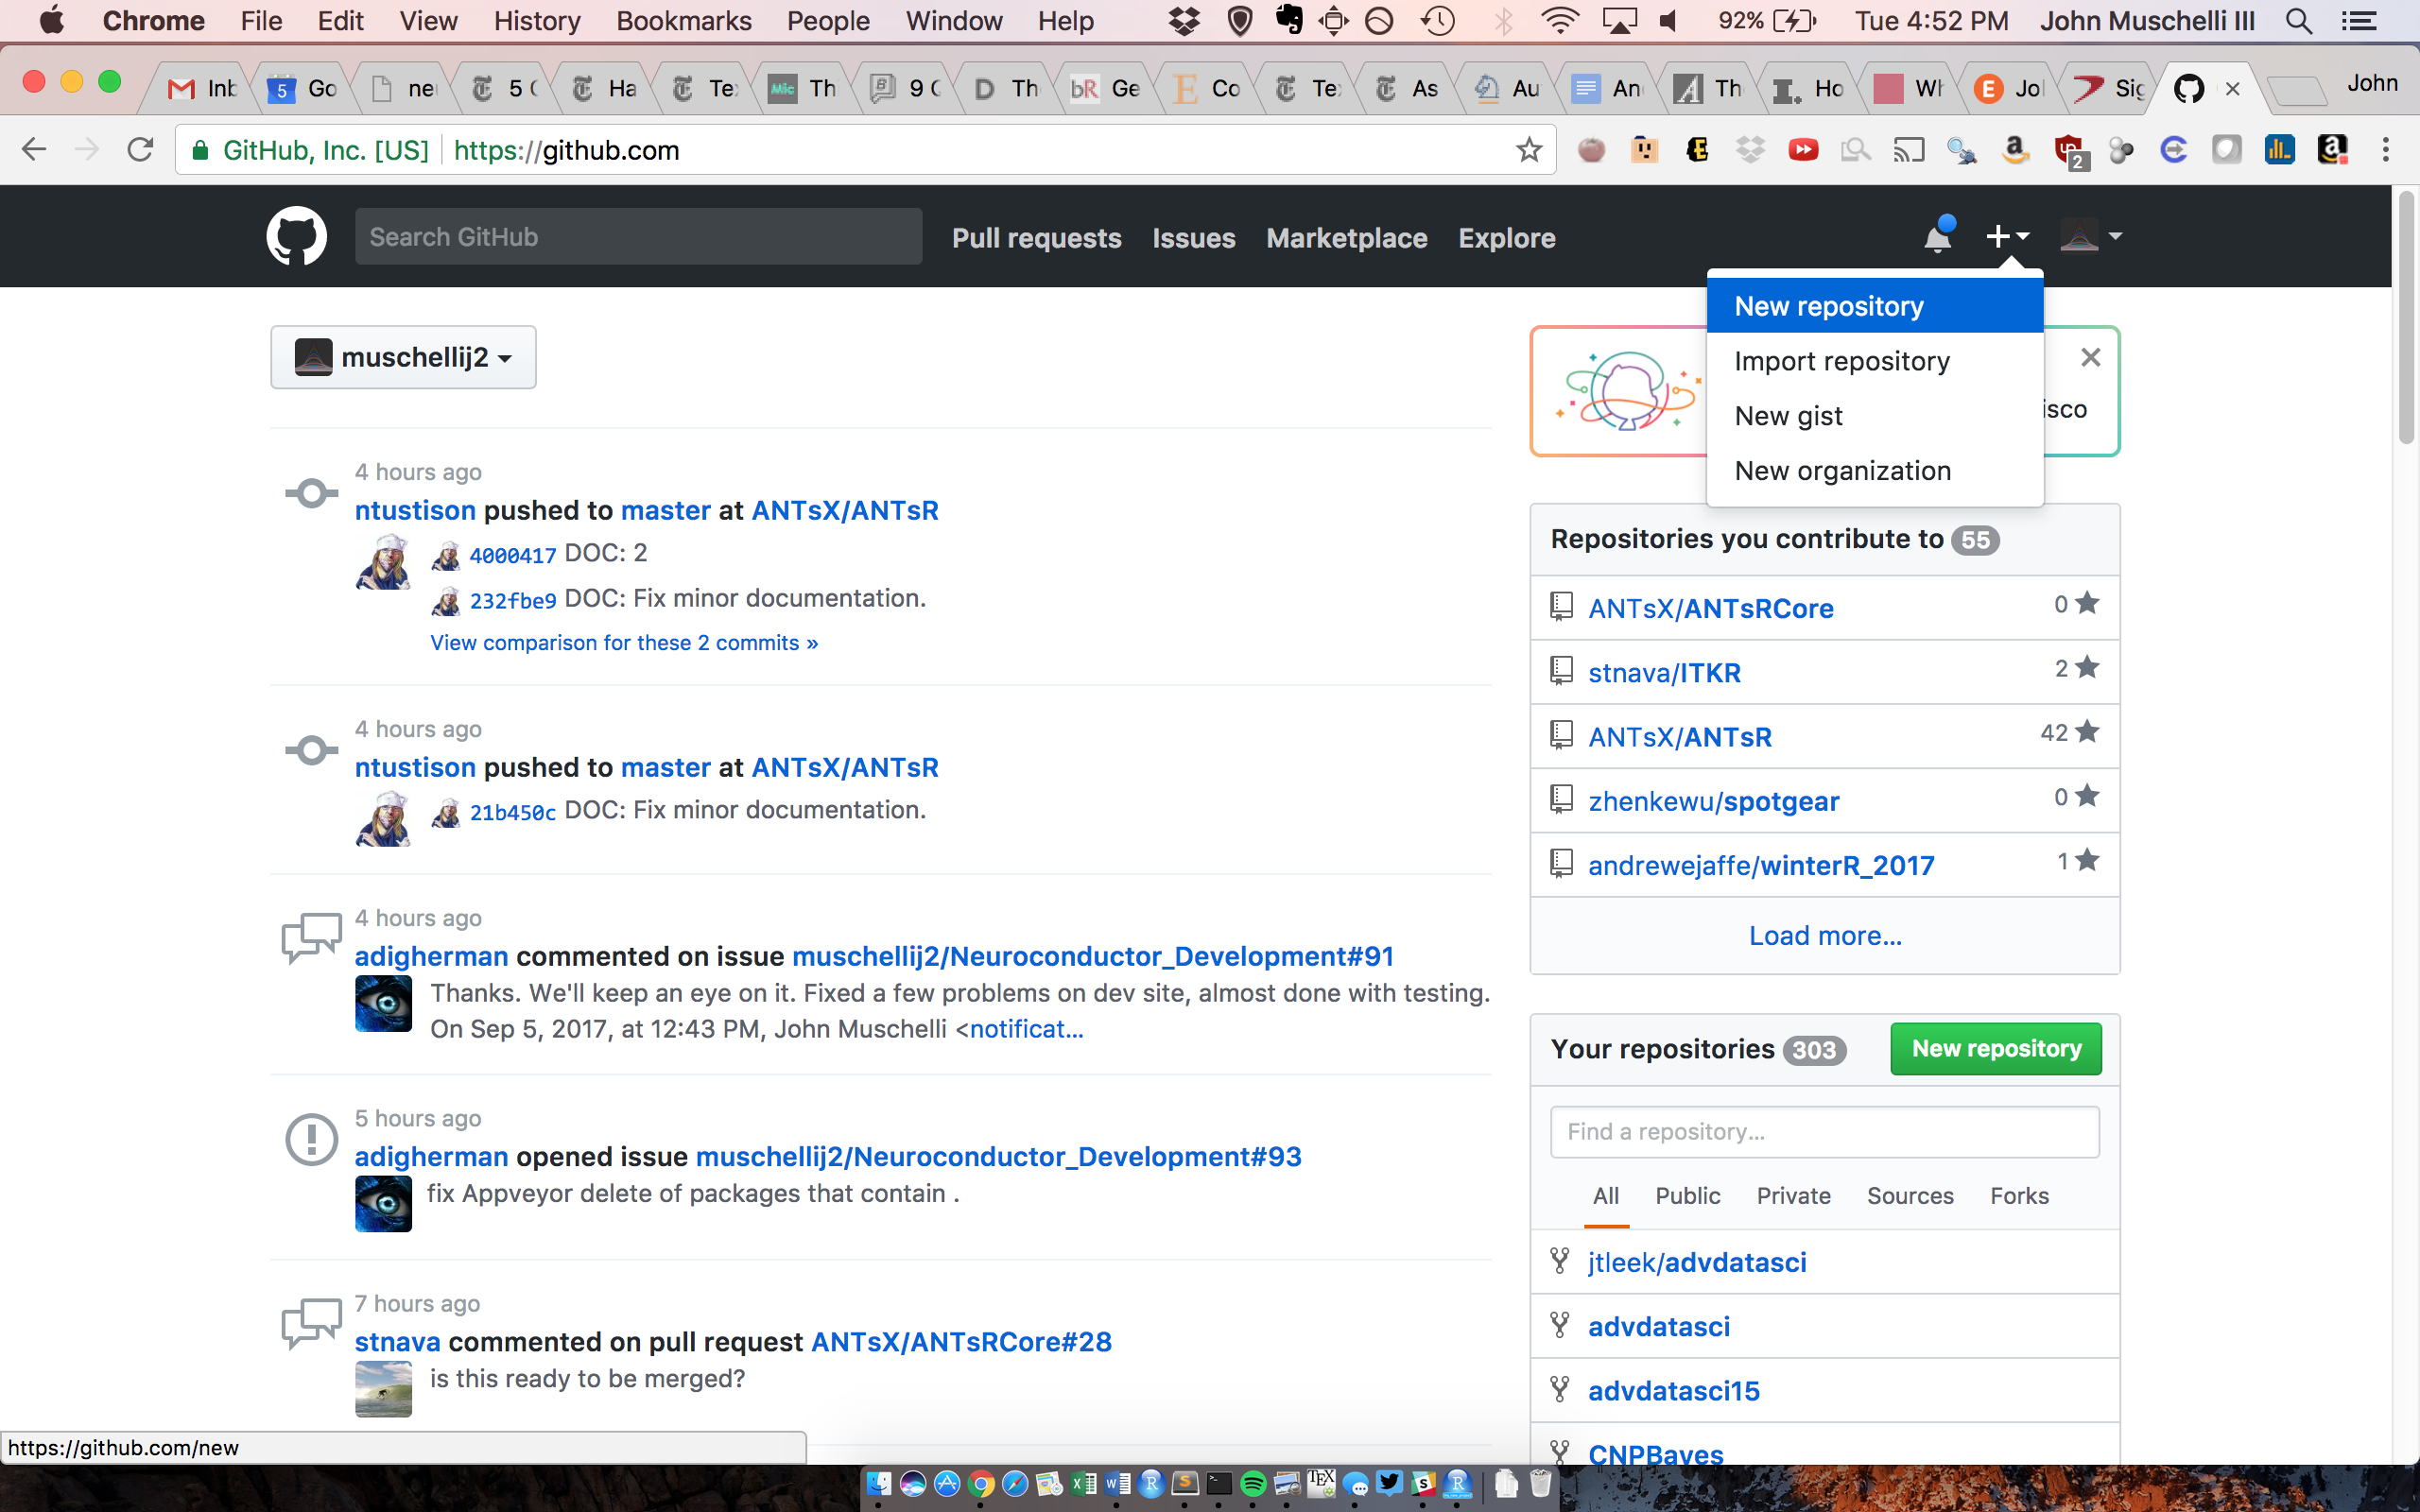 Chrome File Edit View History Bookmarks People Window Help 92% Tue 4:52 PM John Muschelli III
Inb Go 5 ne 5 Ha Te Mic Th 9 Th bR Ge Co Te As Au An Th Ho Wh Jol Sig John
GitHub, Inc. [US] https://github.com 2
Search GitHub Pull requests Issues Marketplace Explore
New repository
Import repository
New gist
New organization
isco
muschellij2
4 hours ago
ntustison pushed to master at ANTsX/ANTsR
4000417 DOC: 2
232fbe9 DOC: Fix minor documentation.
View comparison for these 2 commits »
4 hours ago
ntustison pushed to master at ANTsX/ANTsR
21b450c DOC: Fix minor documentation.
4 hours ago
adigherman commented on issue muschellij2/Neuroconductor_Development#91
Thanks. We'll keep an eye on it. Fixed a few problems on dev site, almost done with testing.
On Sep 5, 2017, at 12:43 PM, John Muschelli <notificat...
5 hours ago
adigherman opened issue muschellij2/Neuroconductor_Development#93
fix Appveyor delete of packages that contain .
7 hours ago
stnava commented on pull request ANTsX/ANTsRCore#28
is this ready to be merged?
Repositories you contribute to 55
ANTsX/ANTsRCore 0
stnava/ITKR 2
ANTsX/ANTsR 42
zhenkewu/spotgear 0
andrewejaffe/winterR_2017 1
Load more...
Your repositories 303 New repository
Find a repository...
All Public Private Sources Forks
jtleek/advdatasci
advdatasci
advdatasci15
CNPBayes
https://github.com/new